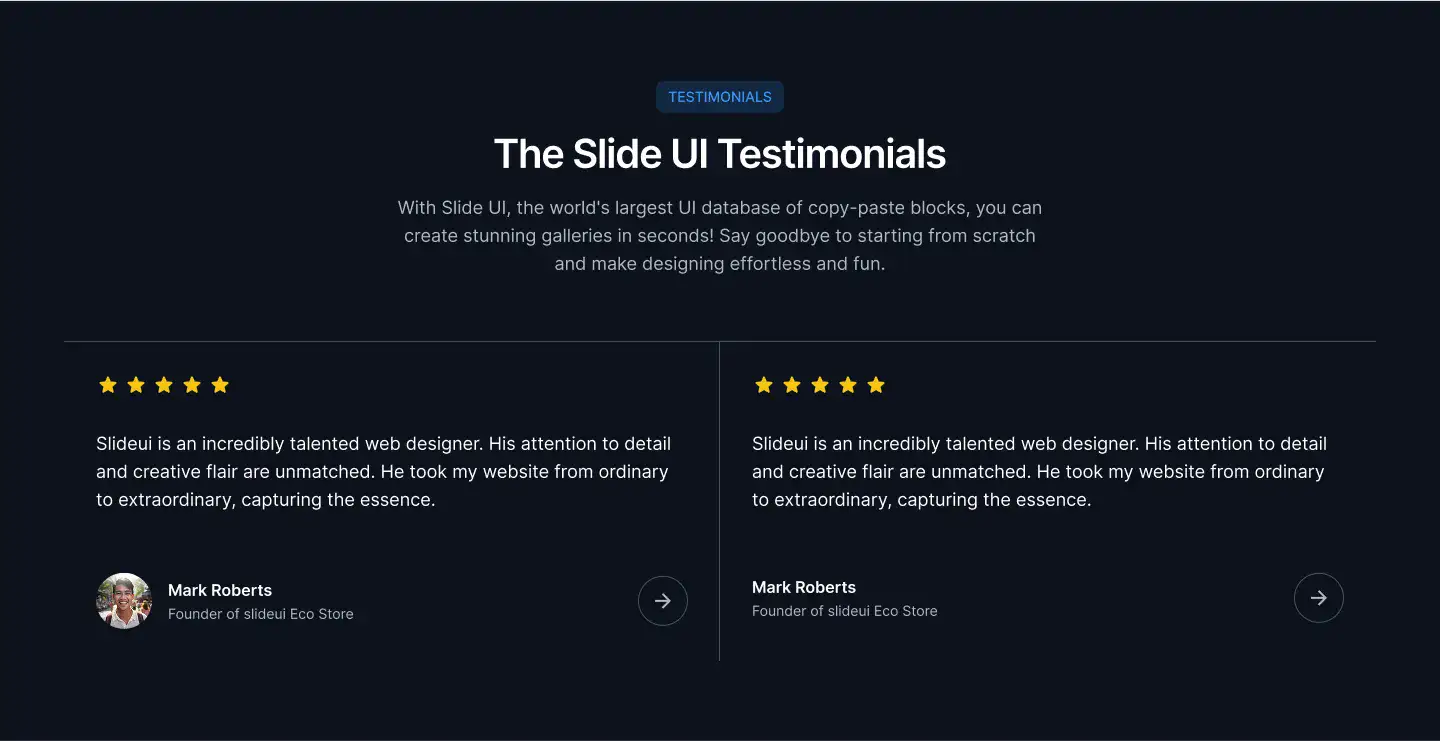 TESTIMONIALS
The Slide UI Testimonials
With Slide UI, the world's largest UI database of copy-paste blocks, you can
create stunning galleries in seconds! Say goodbye to starting from scratch
and make designing effortless and fun.
Slideui is an incredibly talented web designer. His attention to detail
and creative flair are unmatched. He took my website from ordinary
to extraordinary, capturing the essence.
Mark Roberts
Founder of slideui Eco Store
Slideui is an incredibly talented web designer. His attention to detail
and creative flair are unmatched. He took my website from ordinary
to extraordinary, capturing the essence.
Mark Roberts
Founder of slideui Eco Store